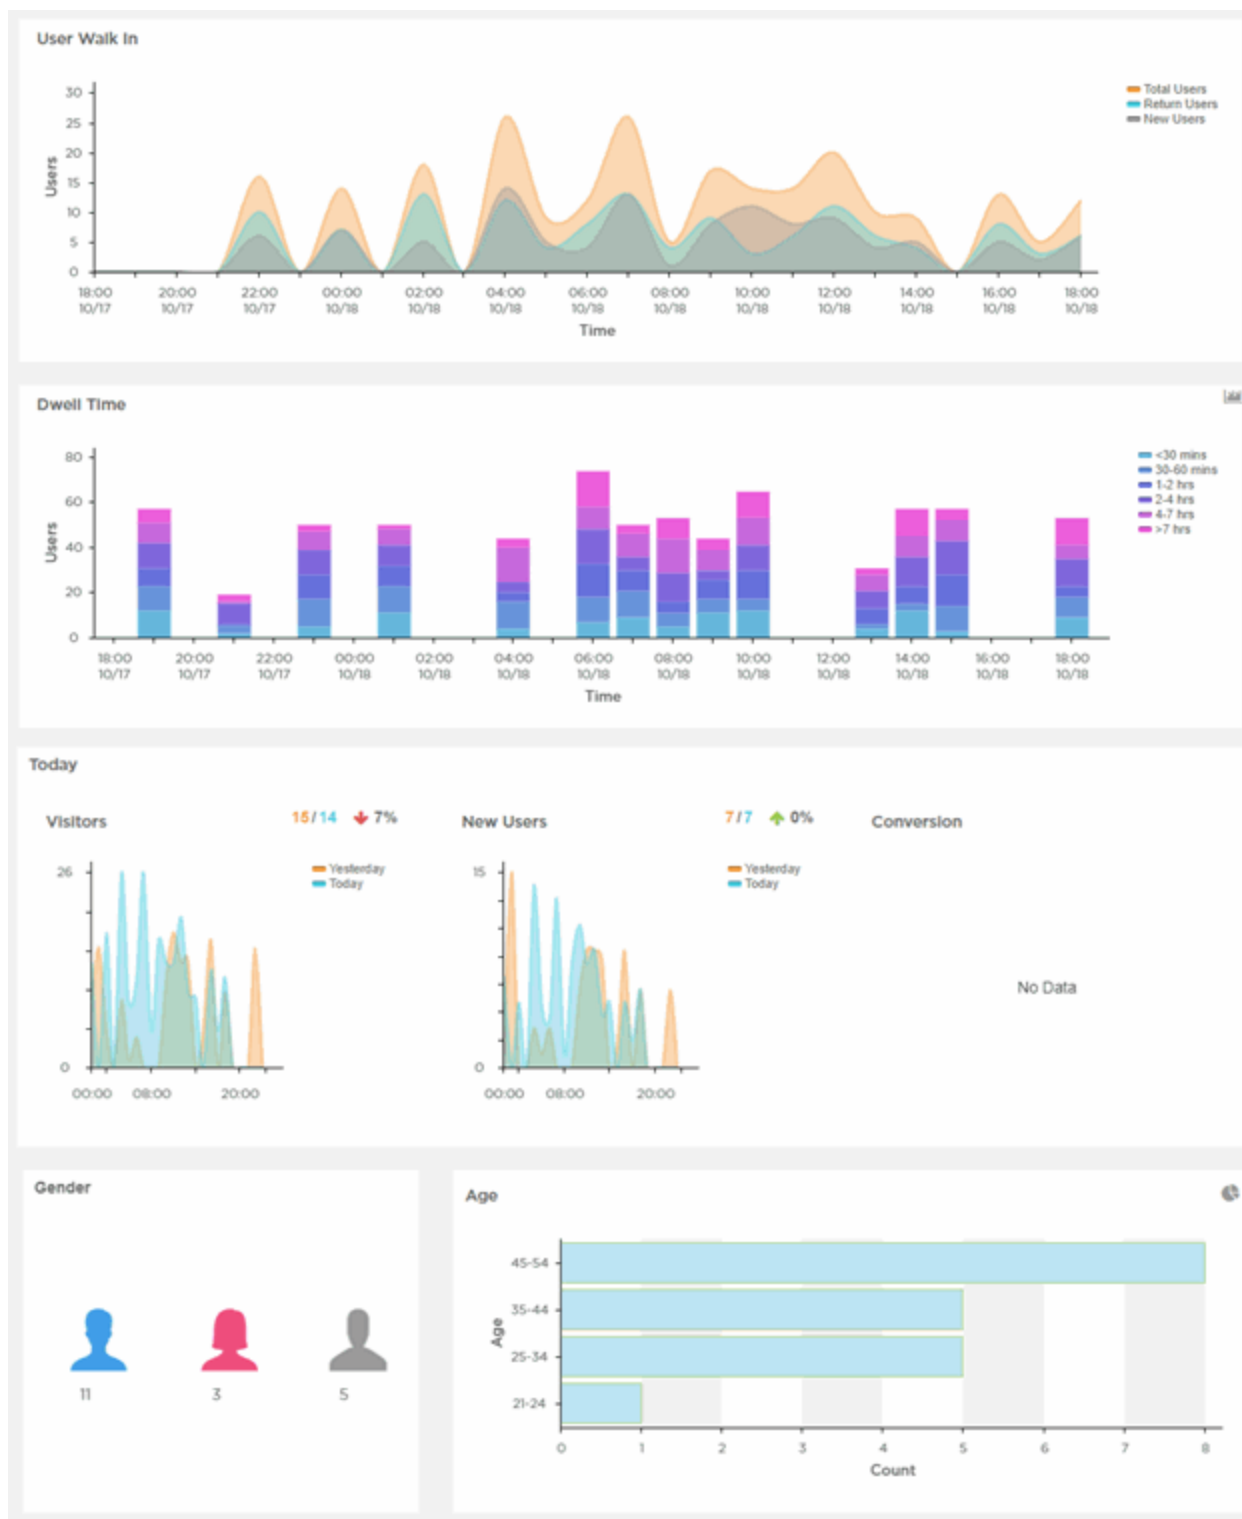 User Walk In
30
25
20
15
10
5
0
Users
Total Users
Return Users
New Users
18:00 20:00 22:00 00:00 02:00 04:00 06:00 08:00 10:00 12:00 14:00 16:00 18:00
10/17 10/17 10/17 10/18 10/18 10/18 10/18 10/18 10/18 10/18 10/18 10/18 10/18
Time
Dwell Time
80
60
40
20
0
Users
<30 mins
30-60 mins
1-2 hrs
2-4 hrs
4-7 hrs
>7 hrs
18:00 20:00 22:00 00:00 02:00 04:00 06:00 08:00 10:00 12:00 14:00 16:00 18:00
10/17 10/17 10/17 10/18 10/18 10/18 10/18 10/18 10/18 10/18 10/18 10/18 10/18
Time
Today
Visitors 15/14 7%
Yesterday
Today
26
0
00:00 08:00 20:00
New Users 7/7 0%
Yesterday
Today
15
0
00:00 08:00 20:00
Conversion
No Data
Gender
11 3 5
Age
45-54
35-44
25-34
21-24
Age
0 1 2 3 4 5 6 7 8
Count